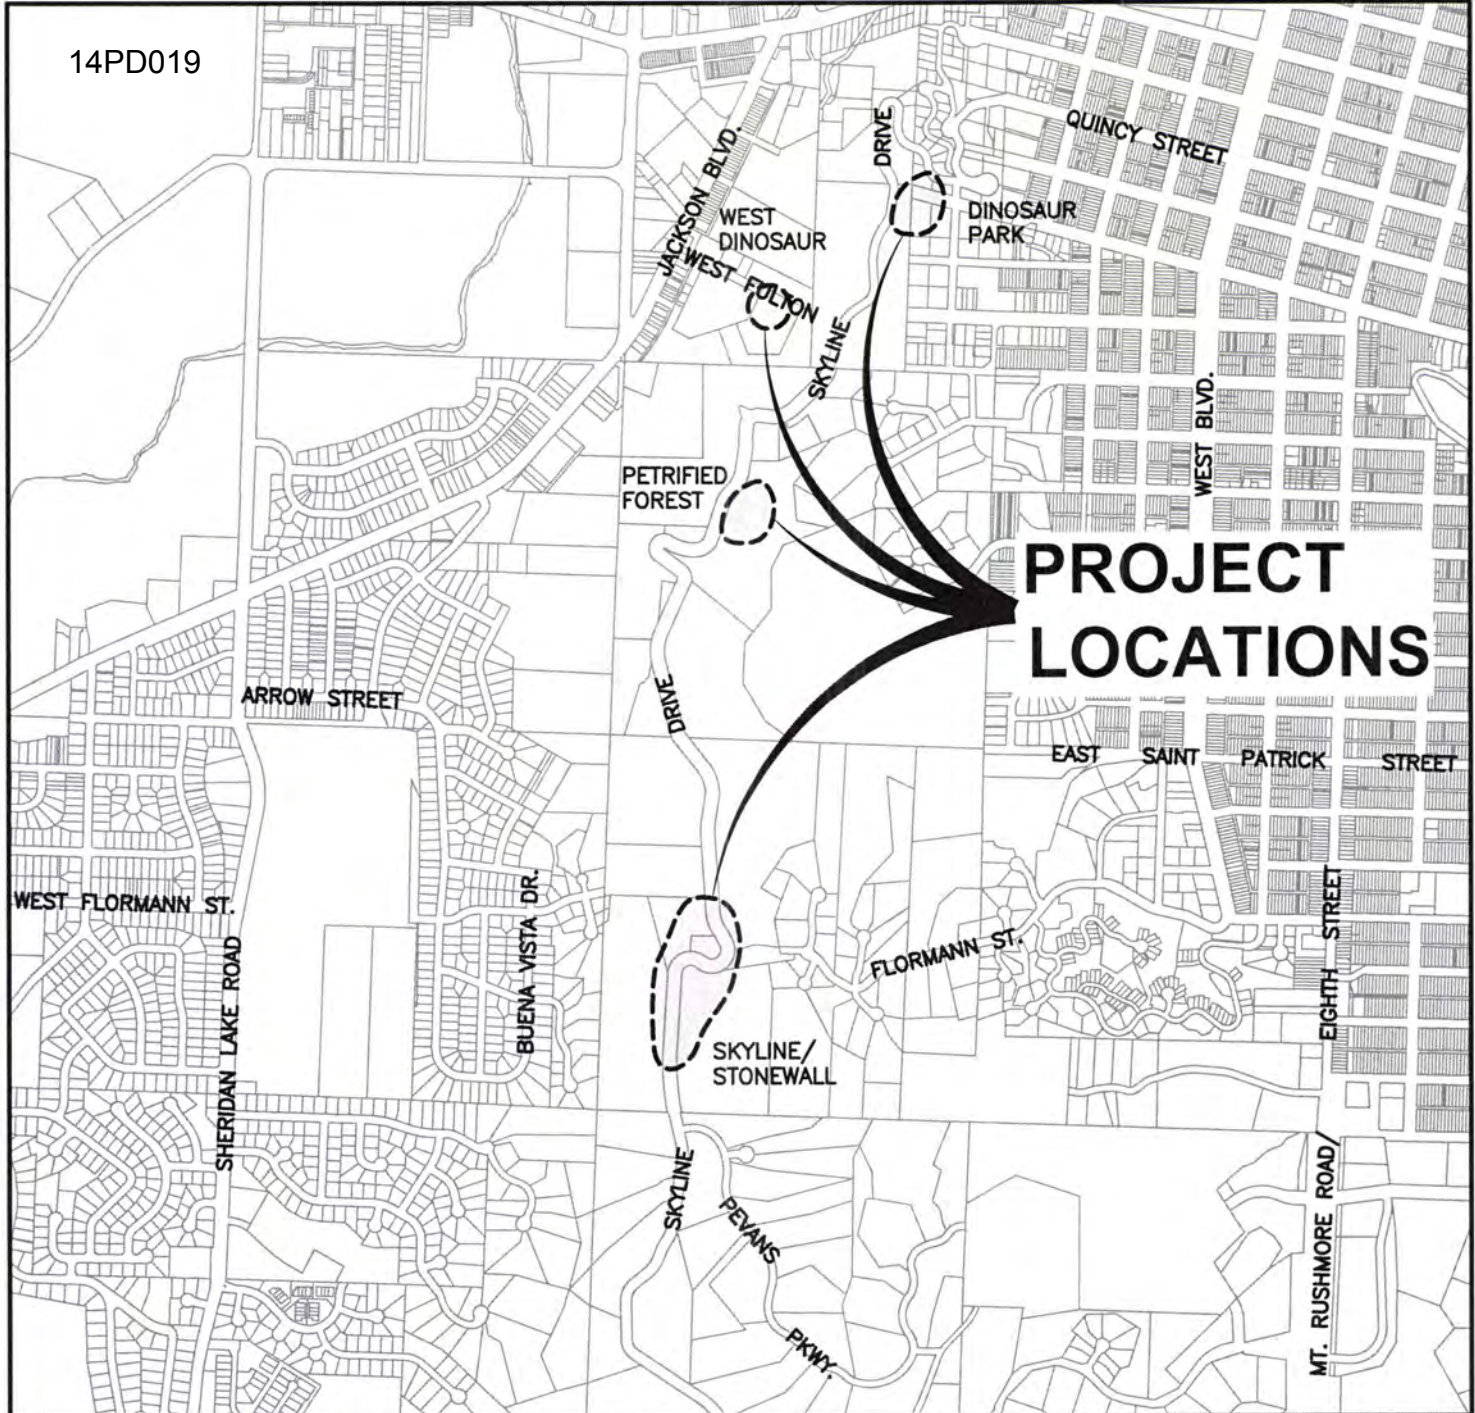 14PD019
DRIVE
QUINCY STREET
JACKSON BLVD.
WEST
DINOSAUR
DINOSAUR
PARK
WEST FULTON
SKYLINE
WEST BLVD.
PETRIFIED
FOREST
PROJECT
LOCATIONS
ARROW STREET
DRIVE
EAST SAINT PATRICK STREET
WEST FLORMANN ST.
BUENA VISTA DR.
EIGHTH STREET
FLORMANN ST.
SHERIDAN LAKE ROAD
SKYLINE/
STONEWALL
SKYLINE
PEVANS
PKWY.
MT. RUSHMORE ROAD/